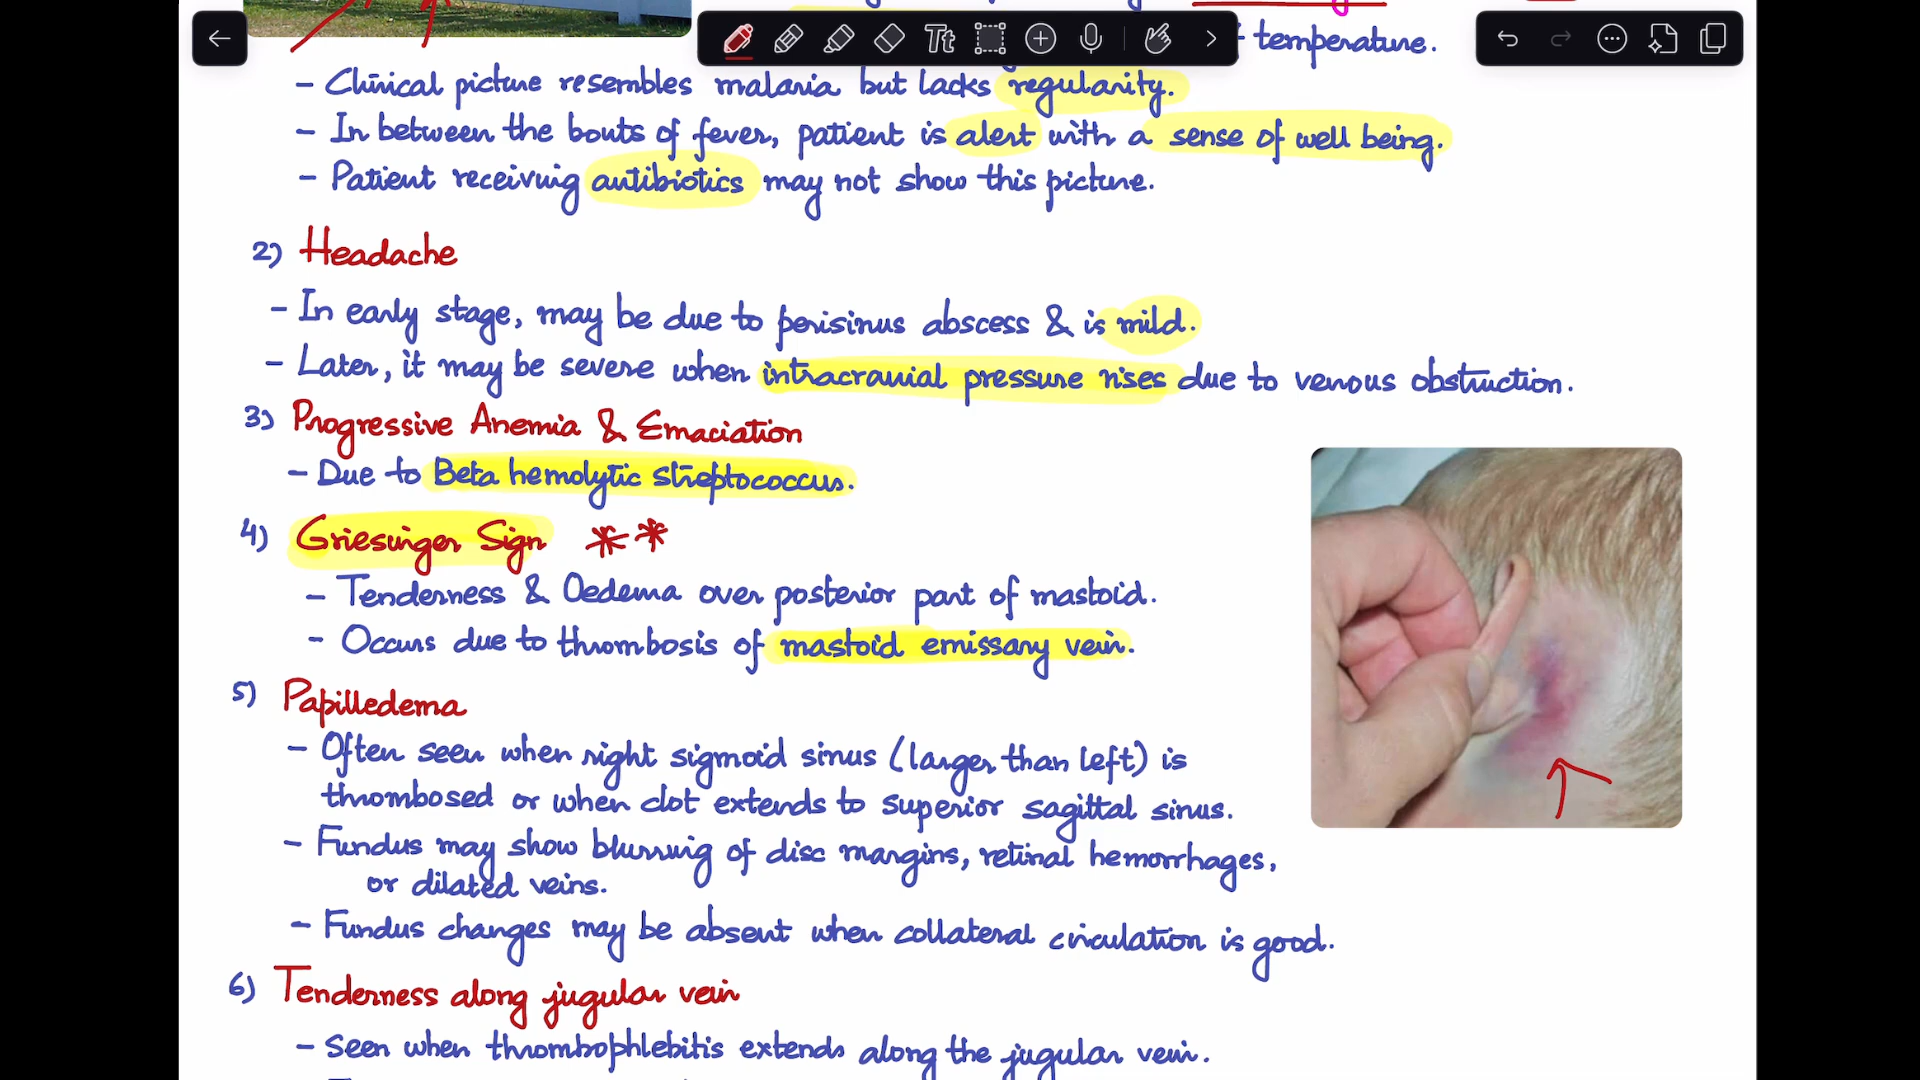 temperature.
- Clinical picture resembles malaria but lacks regularity.
- In between the bouts of fever, patient is alert with a sense of well being.
- Patient receiving antibiotics may not show this picture.
2) Headache
- In early stage, may be due to perisinus abscess & is mild.
- Later, it may be severe when intracranial pressure rises due to venous obstruction.
3) Progressive Anemia & Emaciation
- Due to Beta hemolytic streptococcus.
4) Griesinger Sign **
- Tenderness & Oedema over posterior part of mastoid.
- Occurs due to thrombosis of mastoid emissary vein.
5) Papilledema
- Often seen when right sigmoid sinus (larger than left) is
thrombosed or when clot extends to superior sagittal sinus.
- Fundus may show blurring of disc margins, retinal hemorrhages,
or dilated veins.
- Fundus changes may be absent when collateral circulation is good.
6) Tenderness along jugular vein
- Seen when thrombophlebitis extends along the jugular vein.